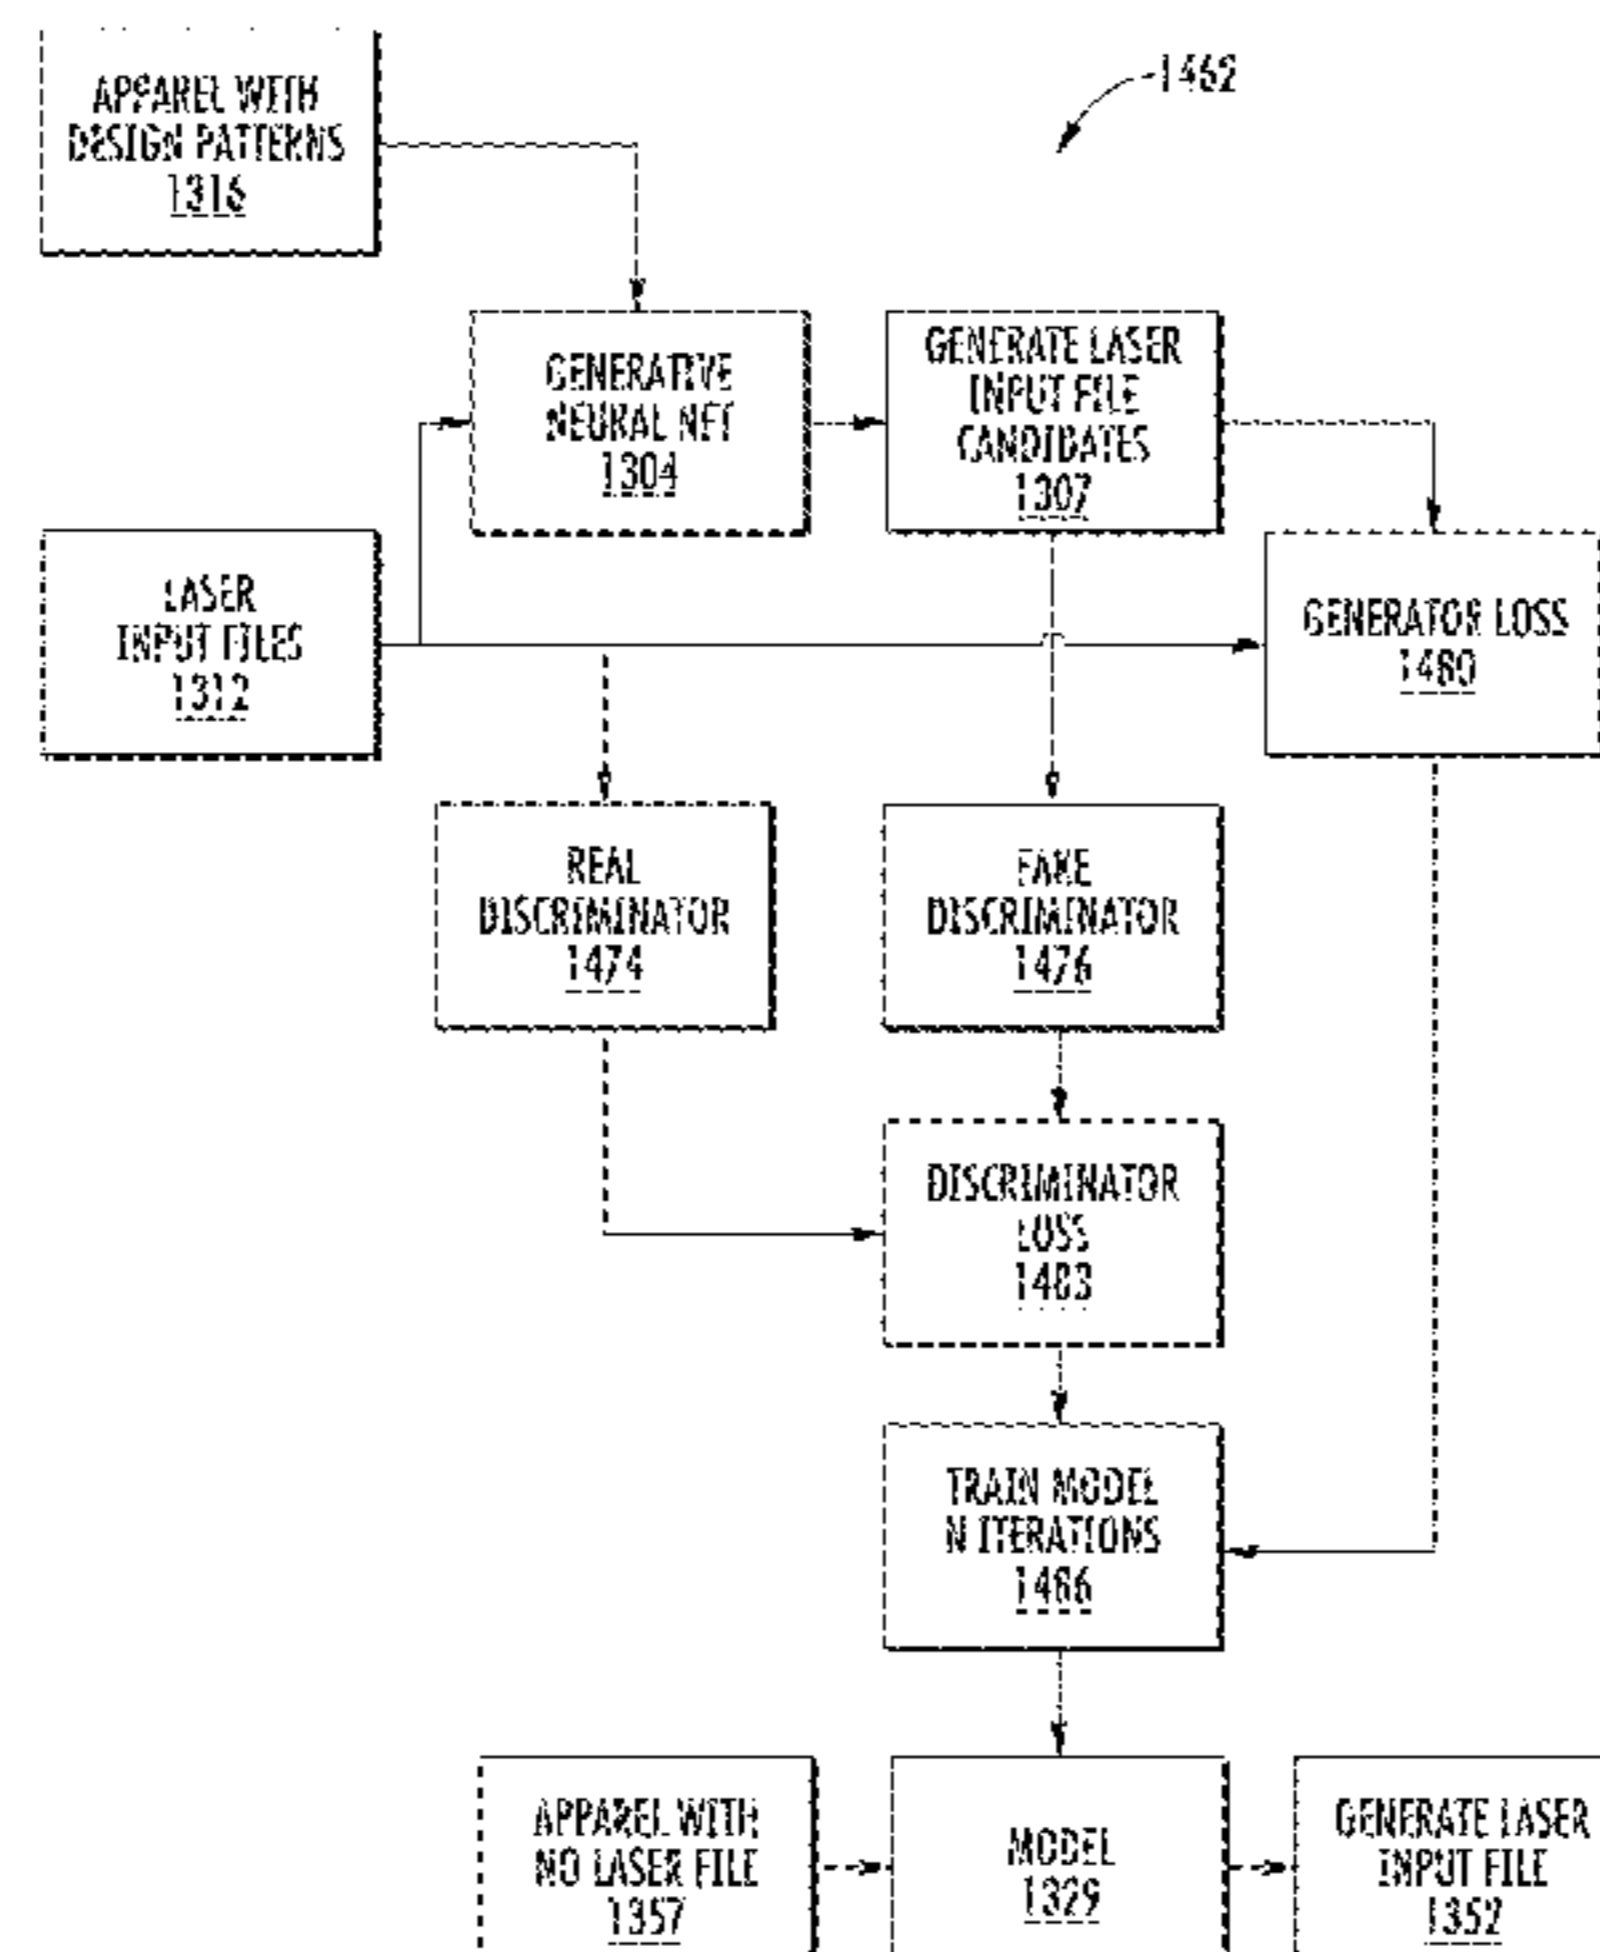 1462
APPAREL WITH
DESIGN PATTERNS
1316
GENERATIVE
NEURAL NET
1304
GENERATE LASER
INPUT FILE
CANDIDATES
1307
LASER
INPUT FILES
1312
GENERATOR LOSS
1480
REAL
DISCRIMINATOR
1474
FAKE
DISCRIMINATOR
1476
DISCRIMINATOR
LOSS
1483
TRAIN MODEL
N ITERATIONS
1486
APPAREL WITH
NO LASER FILE
1357
MODEL
1329
GENERATE LASER
INPUT FILE
1352